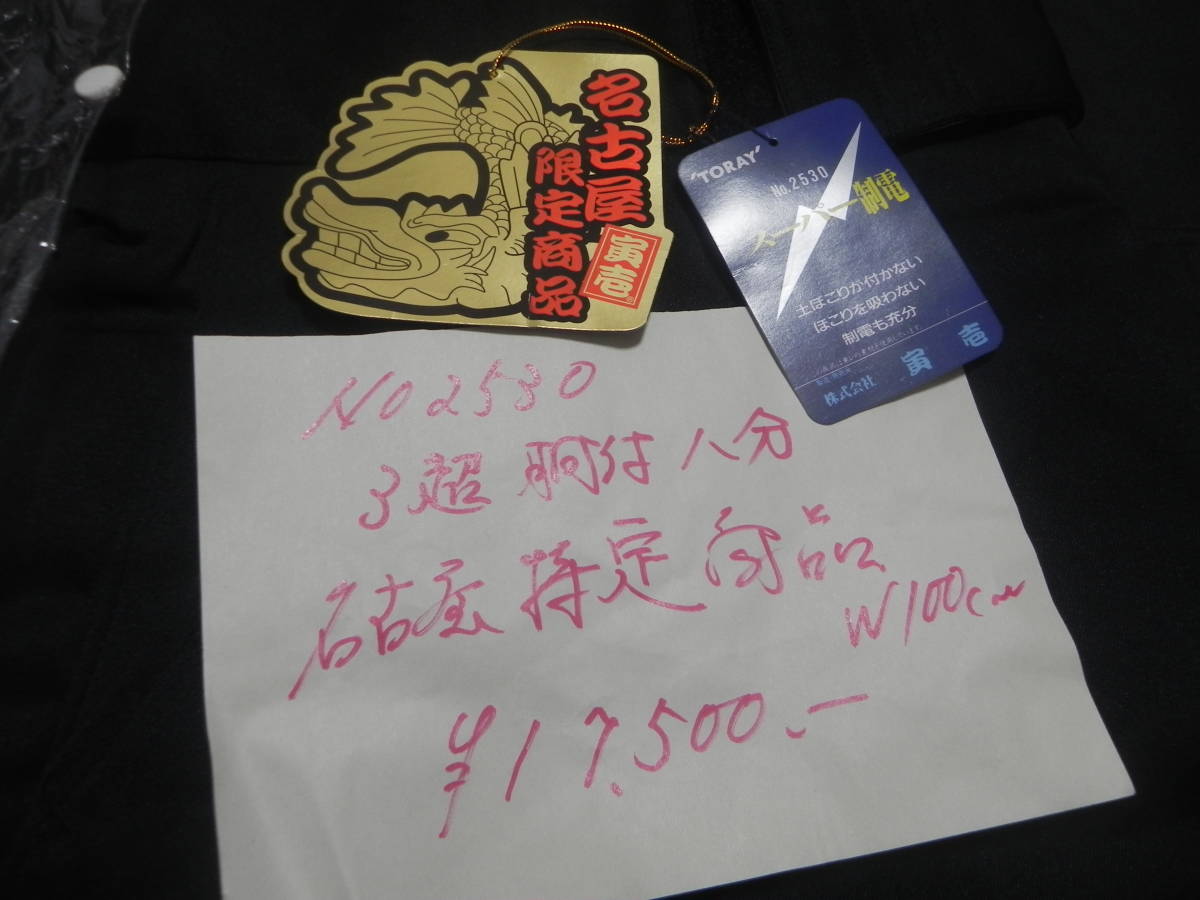 名古屋
限定商品
寅壱
'TORAY'
No.2530
スーパー制電
土ぼこりが付かない
ほこりを吸わない
制電も充分
株式会社 寅壱
NO 2530
3超 胴付 八分
名古屋 特定商品
W100cm
¥17,500.-